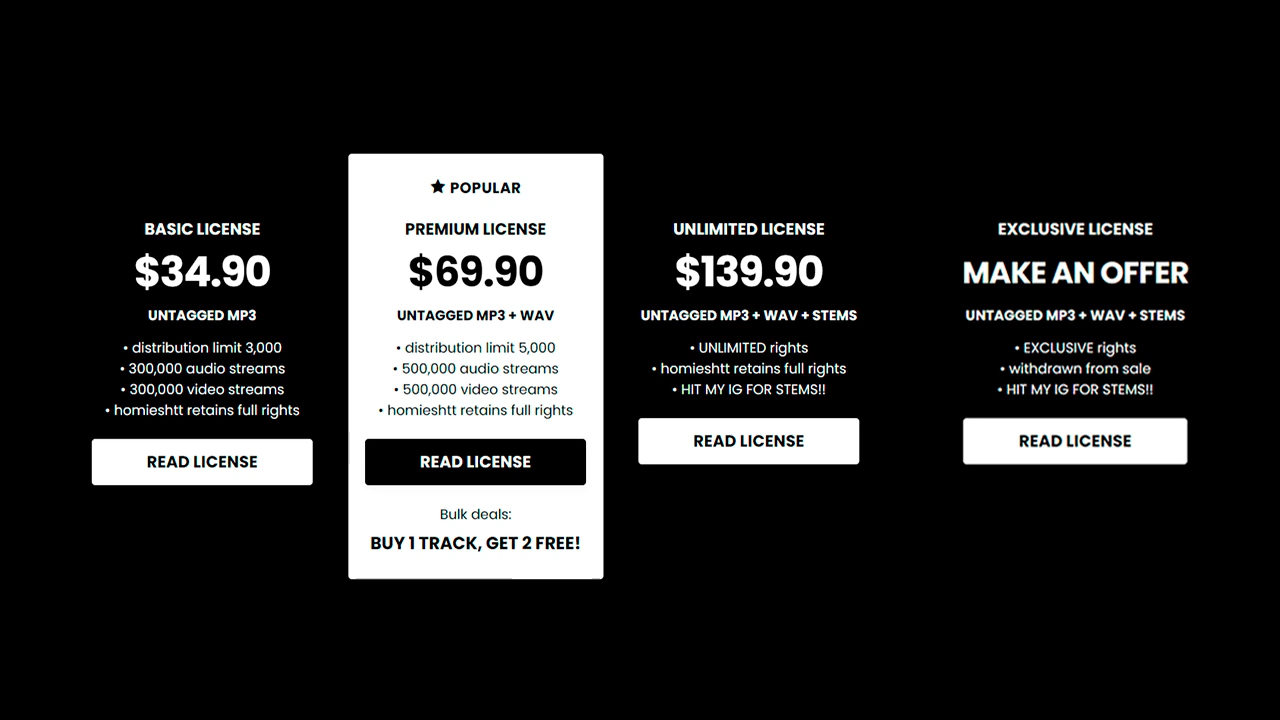 BASIC LICENSE
$34.90
UNTAGGED MP3
• distribution limit 3,000
• 300,000 audio streams
• 300,000 video streams
• homieshtt retains full rights
READ LICENSE
★ POPULAR
PREMIUM LICENSE
$69.90
UNTAGGED MP3 + WAV
• distribution limit 5,000
• 500,000 audio streams
• 500,000 video streams
• homieshtt retains full rights
READ LICENSE
Bulk deals:
BUY 1 TRACK, GET 2 FREE!
UNLIMITED LICENSE
$139.90
UNTAGGED MP3 + WAV + STEMS
• UNLIMITED rights
• homieshtt retains full rights
• HIT MY IG FOR STEMS!!
READ LICENSE
EXCLUSIVE LICENSE
MAKE AN OFFER
UNTAGGED MP3 + WAV + STEMS
• EXCLUSIVE rights
• withdrawn from sale
• HIT MY IG FOR STEMS!!
READ LICENSE